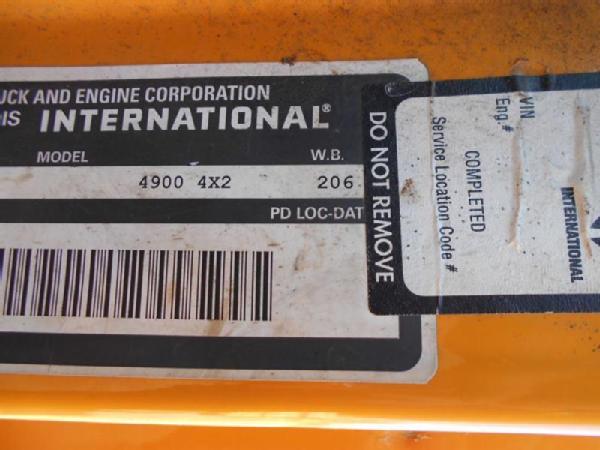 UCK AND ENGINE CORPORATION
IS INTERNATIONAL®
MODEL W.B.
4900 4X2 206
PD LOC-DAT
DO NOT REMOVE
VIN
Eng.#
COMPLETED
Service Location Code #
INTERNATIONAL